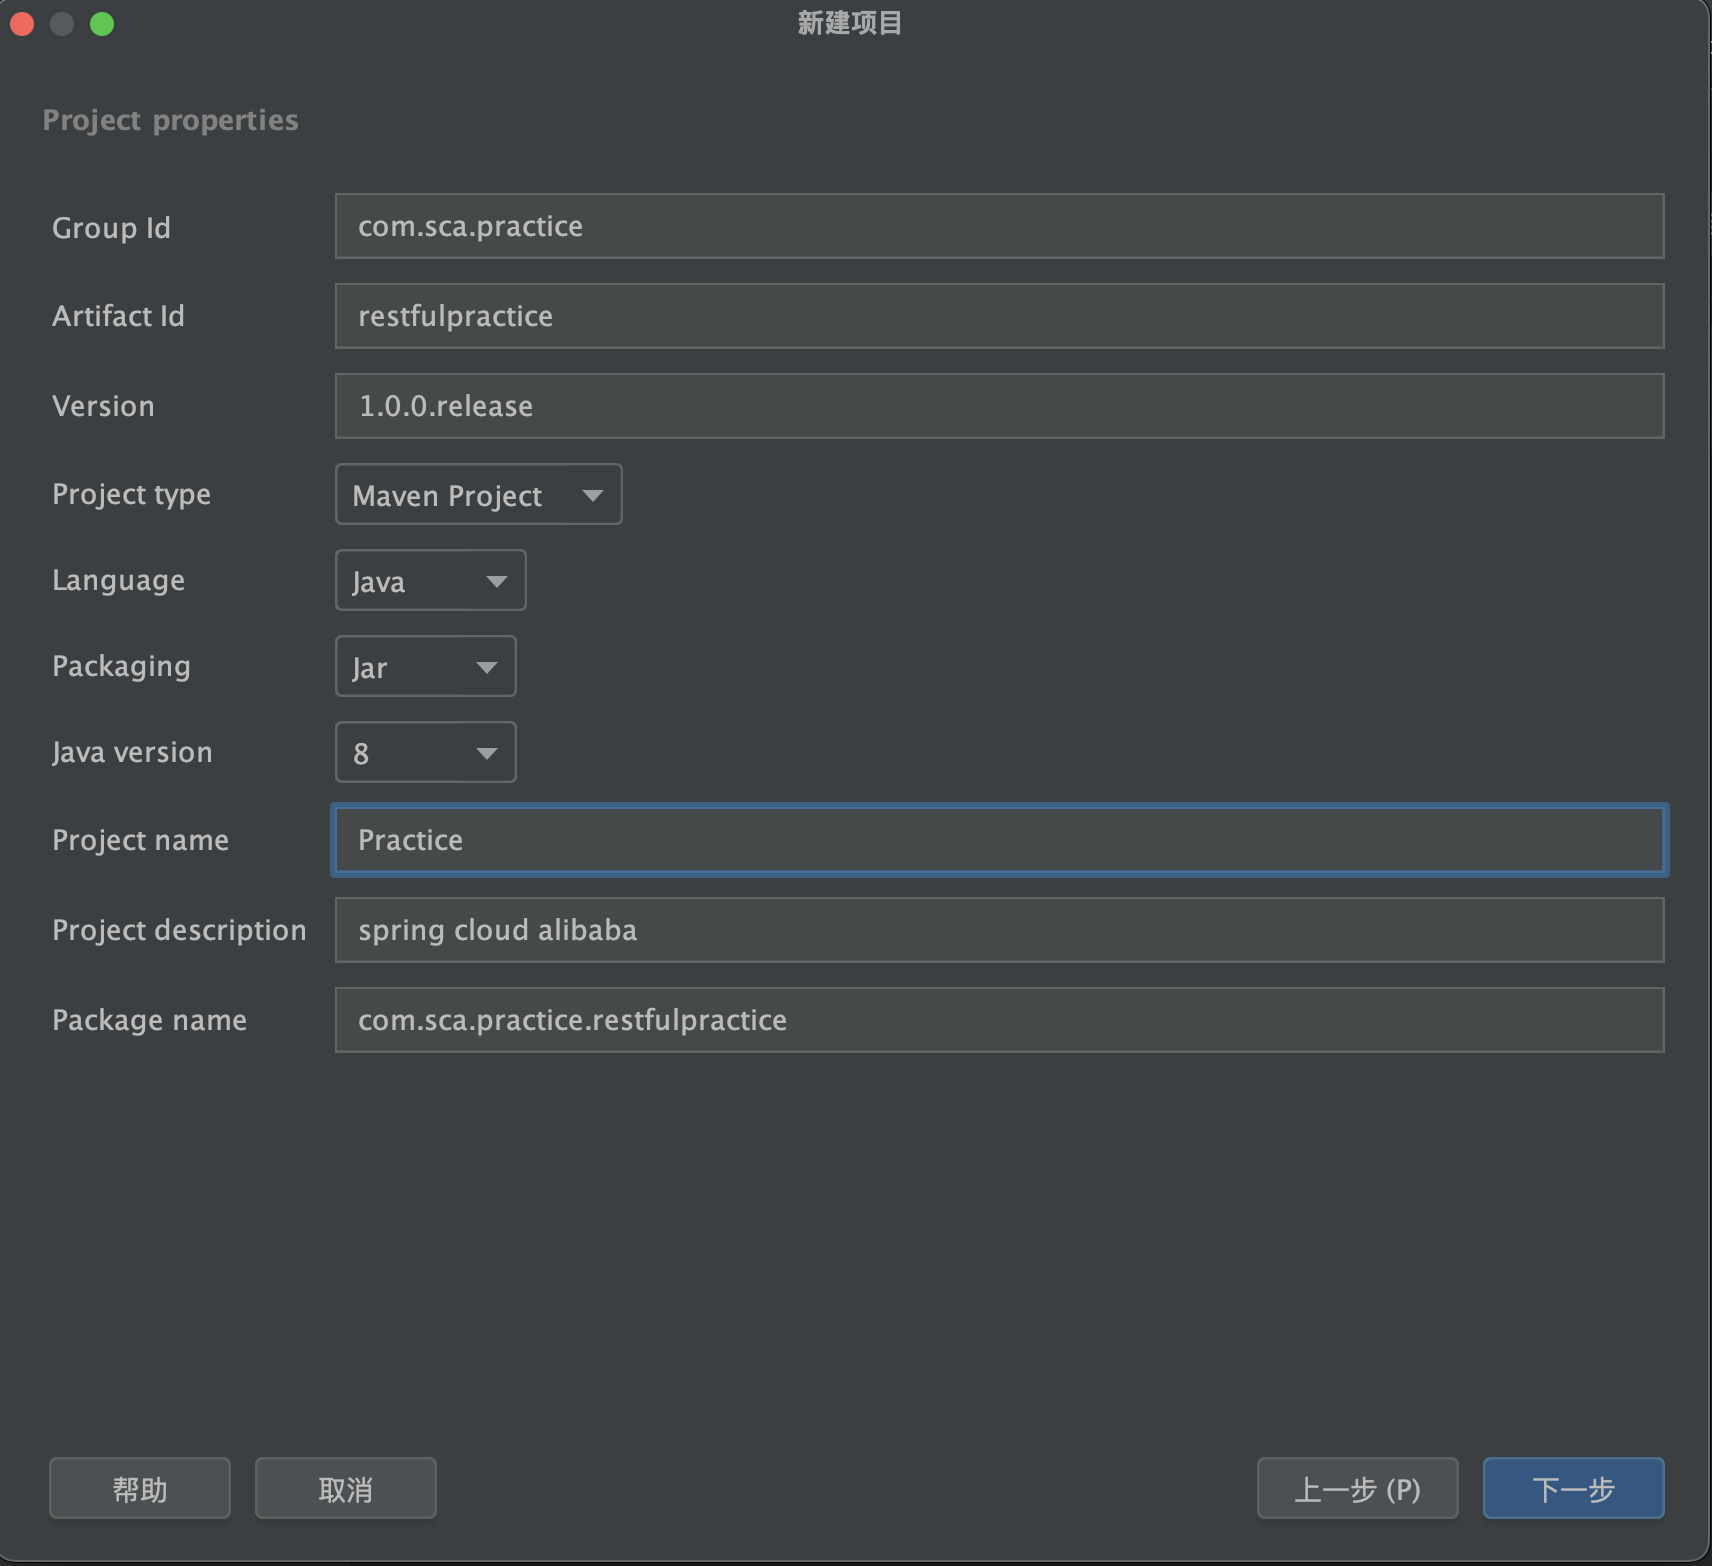 新建项目
Project properties
Group Id com.sca.practice
Artifact Id restfulpractice
Version 1.0.0.release
Project type Maven Project
Language Java
Packaging Jar
Java version 8
Project name Practice
Project description spring cloud alibaba
Package name com.sca.practice.restfulpractice
帮助 取消 上一步 (P) 下一步